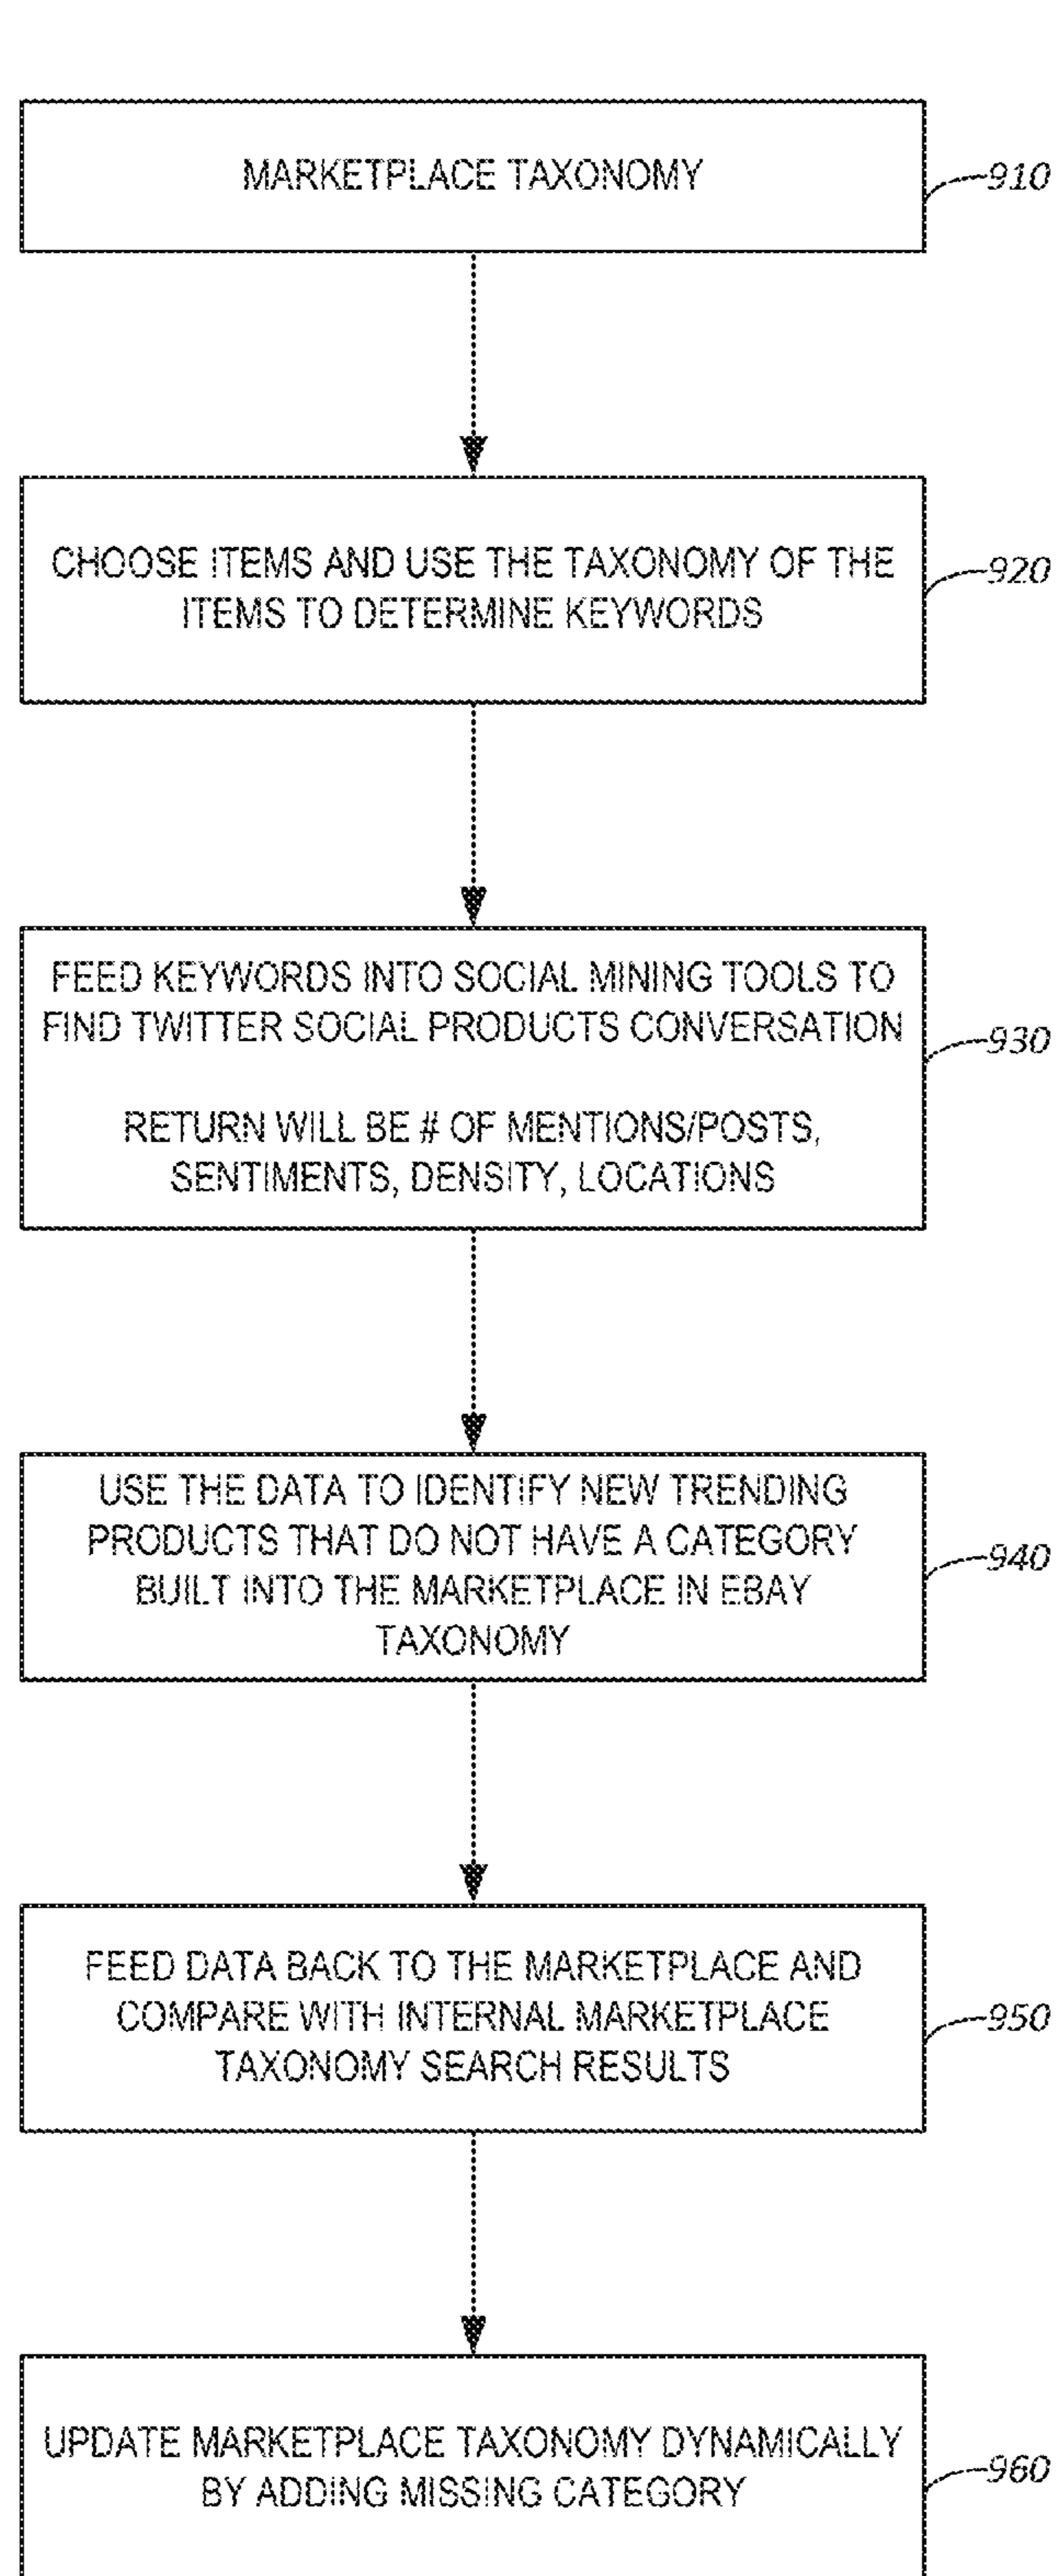 MARKETPLACE TAXONOMY
910
CHOOSE ITEMS AND USE THE TAXONOMY OF THE
ITEMS TO DETERMINE KEYWORDS
920
FEED KEYWORDS INTO SOCIAL MINING TOOLS TO
FIND TWITTER SOCIAL PRODUCTS CONVERSATION
RETURN WILL BE # OF MENTIONS/POSTS,
SENTIMENTS, DENSITY, LOCATIONS
930
USE THE DATA TO IDENTIFY NEW TRENDING
PRODUCTS THAT DO NOT HAVE A CATEGORY
BUILT INTO THE MARKETPLACE IN EBAY
TAXONOMY
940
FEED DATA BACK TO THE MARKETPLACE AND
COMPARE WITH INTERNAL MARKETPLACE
TAXONOMY SEARCH RESULTS
950
UPDATE MARKETPLACE TAXONOMY DYNAMICALLY
BY ADDING MISSING CATEGORY
960